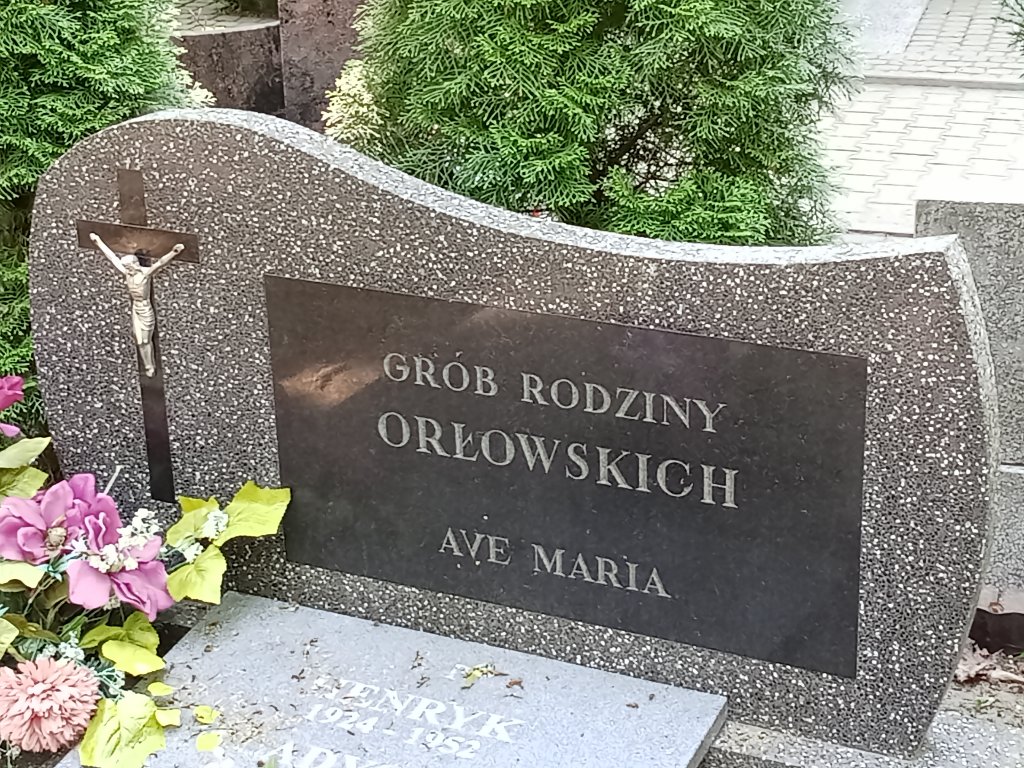 GRÓB RODZINY
ORŁOWSKICH
AVE MARIA
HENRYK
1924 - 1952